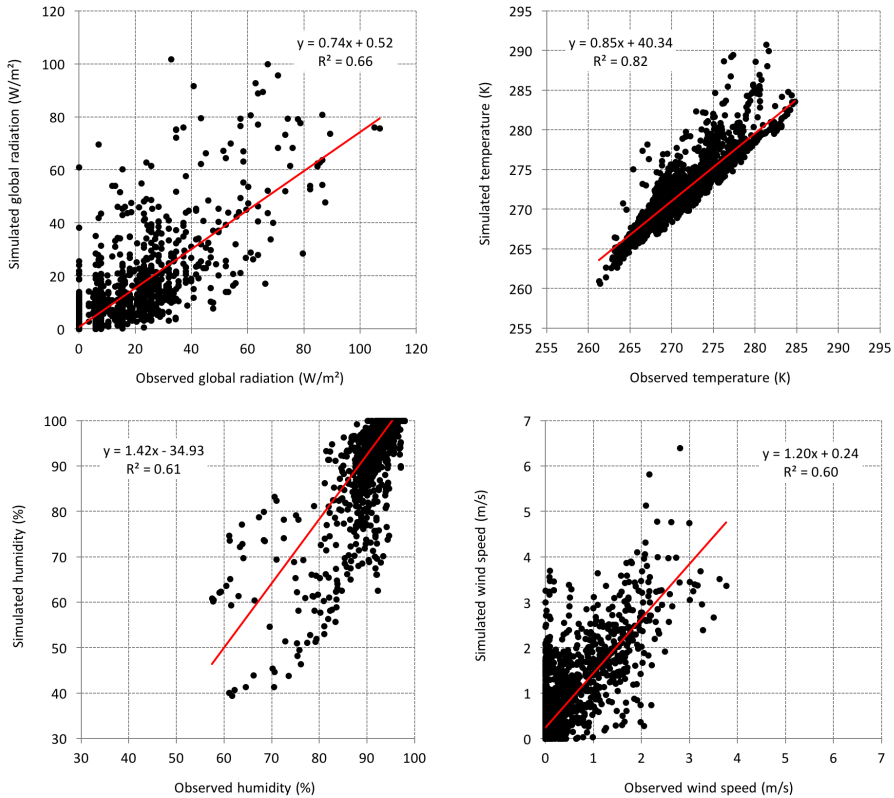 120
100
80
60
40
20
0
0 20 40 60 80 100 120
Simulated global radiation (W/m²)
Observed global radiation (W/m²)
y = 0.74x + 0.52
R² = 0.66
295
290
285
280
275
270
265
260
255
255 260 265 270 275 280 285 290 295
Simulated temperature (K)
Observed temperature (K)
y = 0.85x + 40.34
R² = 0.82
100
90
80
70
60
50
40
30
30 40 50 60 70 80 90 100
Simulated humidity (%)
Observed humidity (%)
y = 1.42x - 34.93
R² = 0.61
7
6
5
4
3
2
1
0
0 1 2 3 4 5 6 7
Simulated wind speed (m/s)
Observed wind speed (m/s)
y = 1.20x + 0.24
R² = 0.60